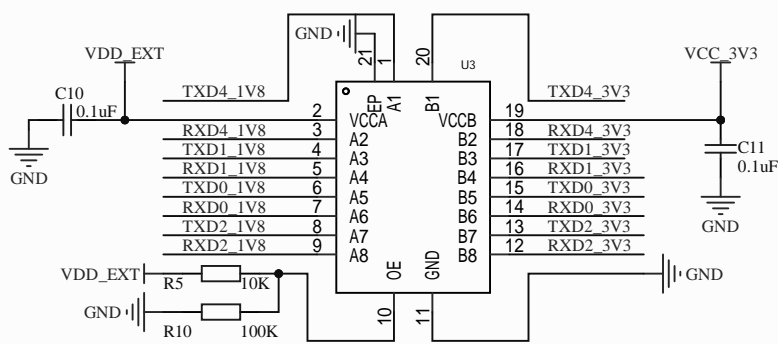 GND
21
1
20
U3
VDD_EXT
VCC_3V3
TXD4_1V8
EP
A1
B1
TXD4_3V3
C10
0.1uF
2
VCCA
VCCB
19
RXD4_1V8
3
A2
B2
18
RXD4_3V3
TXD1_1V8
4
A3
B3
17
TXD1_3V3
C11
0.1uF
GND
RXD1_1V8
5
A4
B4
16
RXD1_3V3
TXD0_1V8
6
A5
B5
15
TXD0_3V3
RXD0_1V8
7
A6
B6
14
RXD0_3V3
GND
TXD2_1V8
8
A7
B7
13
TXD2_3V3
RXD2_1V8
9
A8
B8
12
RXD2_3V3
OE
GND
VDD_EXT
R5
10K
GND
GND
R10
100K
10
11